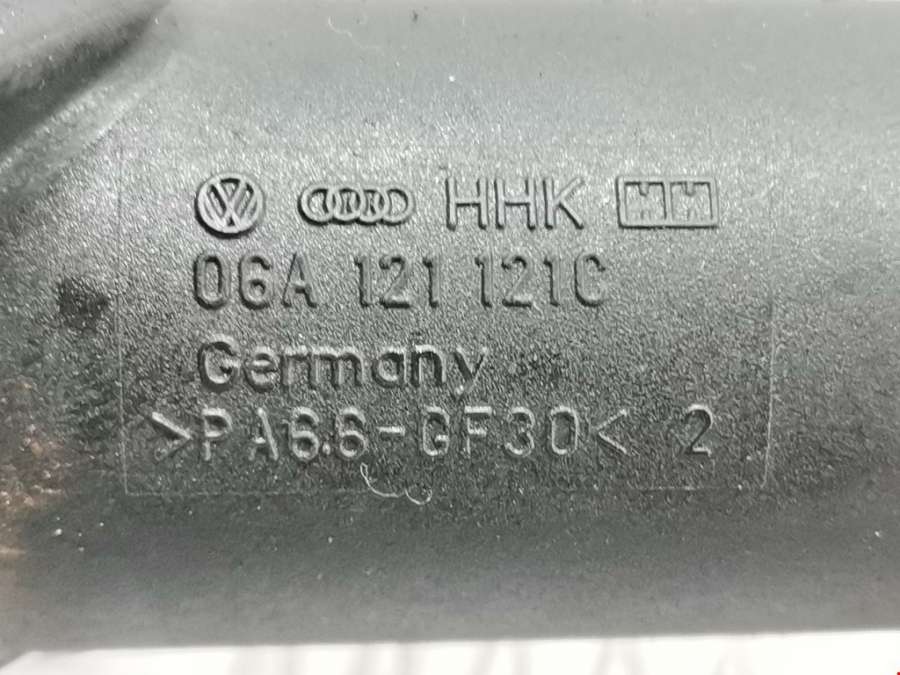 HHK
06A 121 121C
Germany
>PA6.6-GF30< 2